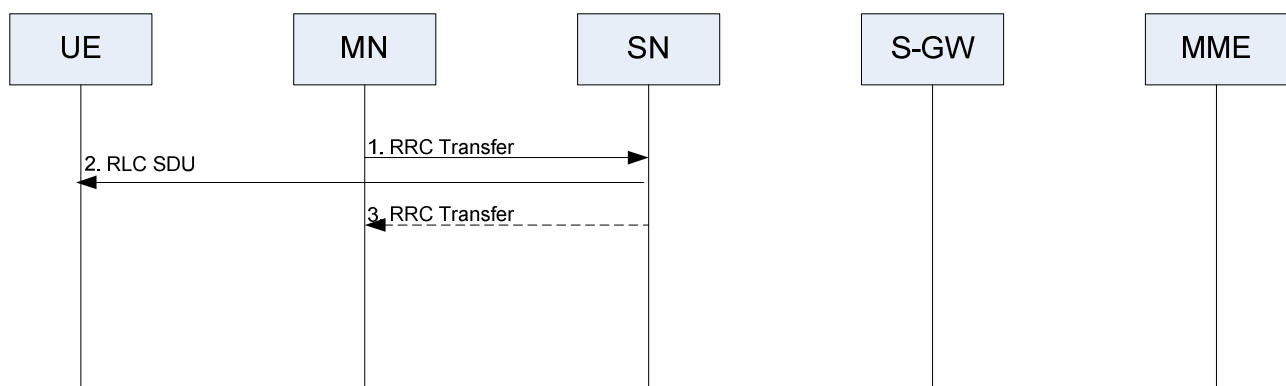 UE
MN
SN
S-GW
MME
1. RRC Transfer
2. RLC SDU
3. RRC Transfer